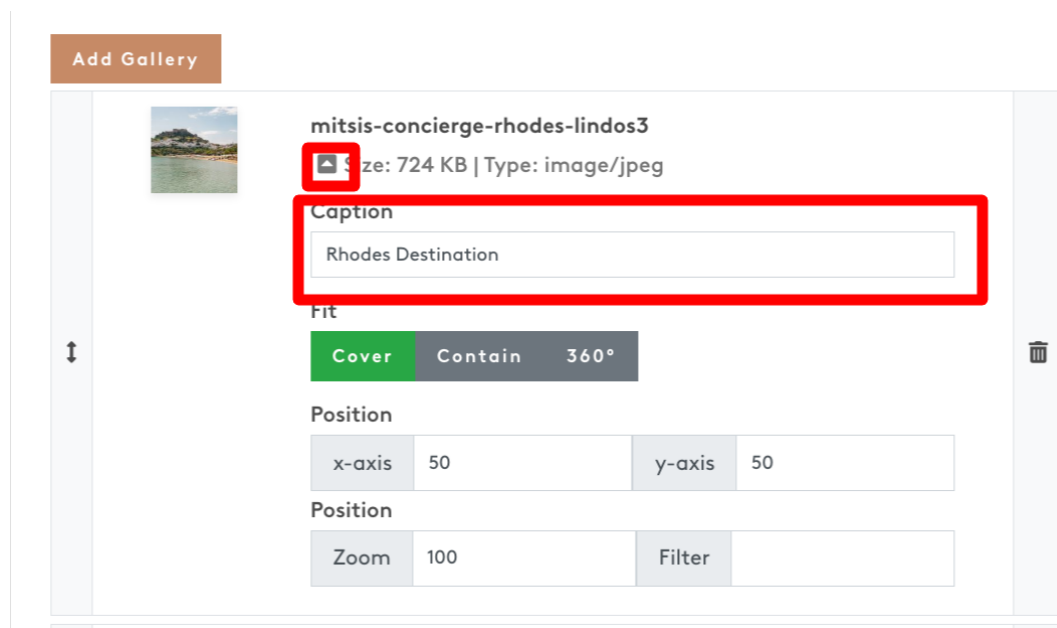 Add Gallery
mitsis-concierge-rhodes-lindos3
Size: 724 KB | Type: image/jpeg
Caption
Rhodes Destination
Fit
Cover Contain 360°
Position
x-axis 50 y-axis 50
Position
Zoom 100 Filter